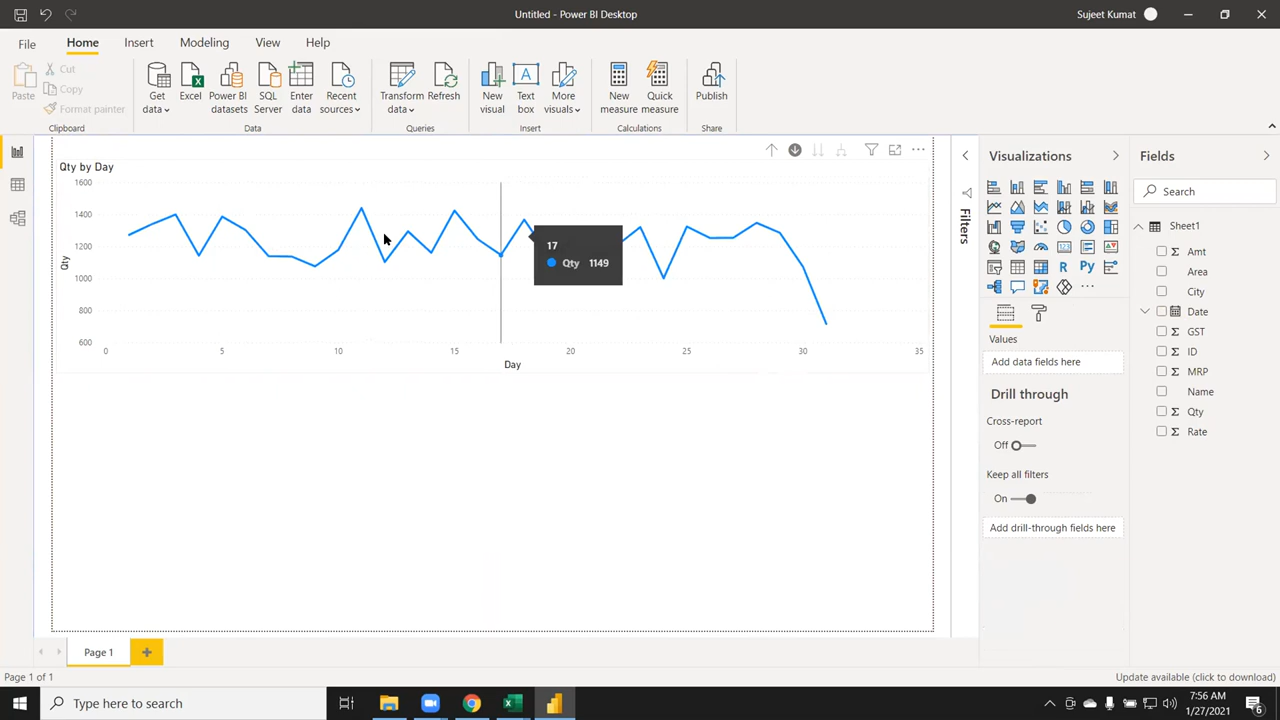 Untitled - Power BI Desktop
Sujeet Kumat
File Home Insert Modeling View Help
Paste
Cut
Copy
Format painter
Clipboard
Get data
Excel
Power BI datasets
SQL Server
Enter data
Recent sources
Data
Transform data
Refresh
Queries
New visual
A
Text box
More visuals
Insert
New measure
Quick measure
Calculations
Publish
Share
Qty by Day
Qty
1600
1400
1200
1000
800
600
0 5 10 15 20 25 30 35
Day
17
Qty 1149
Filters
Visualizations
R Py
Values
Add data fields here
Drill through
Cross-report
Off
Keep all filters
On
Add drill-through fields here
Fields
Search
Sheet1
Σ Amt
Area
City
Date
Σ GST
Σ ID
Σ MRP
Name
Σ Qty
Σ Rate
Page 1
Page 1 of 1
Update available (click to download)
Type here to search
7:56 AM
1/27/2021
6